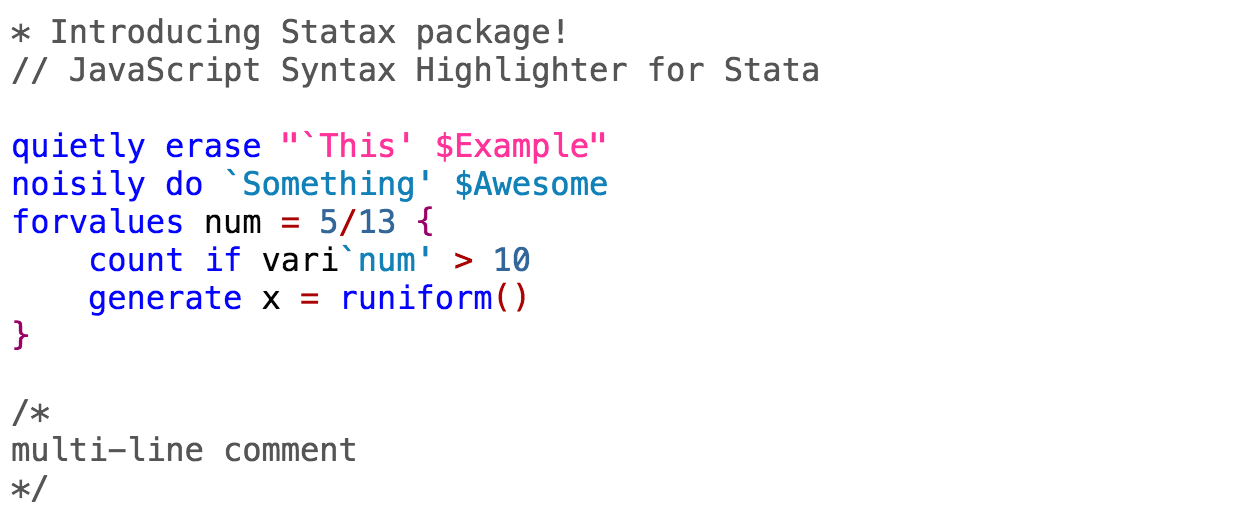 * Introducing Statax package!
// JavaScript Syntax Highlighter for Stata

quietly erase "`This' $Example"
noisily do `Something' $Awesome
forvalues num = 5/13 {
    count if vari`num' > 10
    generate x = runiform()
}

/*
multi-line comment
*/